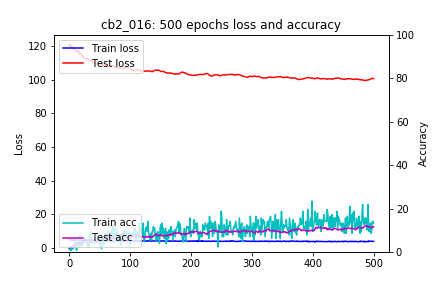 cb2_016: 500 epochs loss and accuracy
Train loss
Test loss
Train acc
Test acc
Loss
Accuracy
0
20
40
60
80
100
120
0
20
40
60
80
100
0
100
200
300
400
500